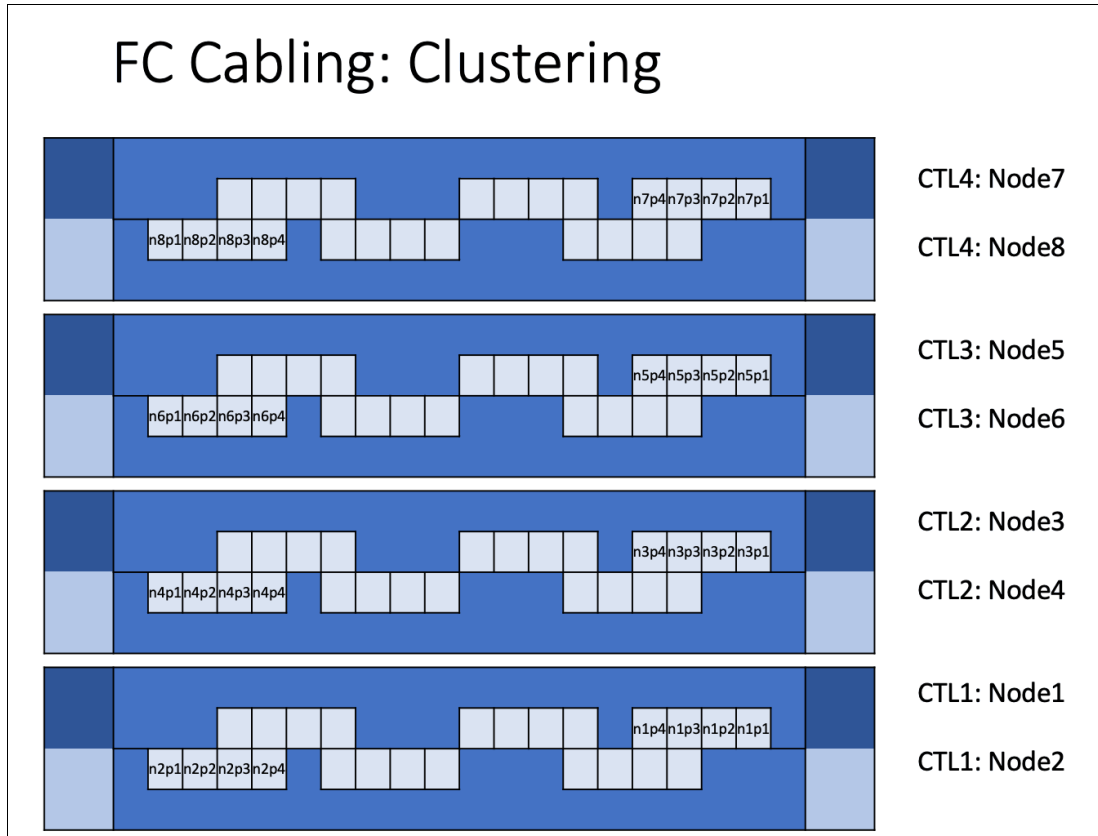 FC Cabling: Clustering
n7p4 n7p3 n7p2 n7p1
CTL4: Node7
n8p1 n8p2 n8p3 n8p4
CTL4: Node8
n5p4 n5p3 n5p2 n5p1
CTL3: Node5
n6p1 n6p2 n6p3 n6p4
CTL3: Node6
n3p4 n3p3 n3p2 n3p1
CTL2: Node3
n4p1 n4p2 n4p3 n4p4
CTL2: Node4
n1p4 n1p3 n1p2 n1p1
CTL1: Node1
n2p1 n2p2 n2p3 n2p4
CTL1: Node2